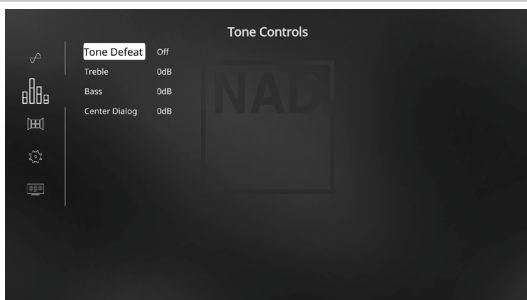 Tone Controls
Tone Defeat Off
Treble 0dB
Bass 0dB
Center Dialog 0dB
NAD